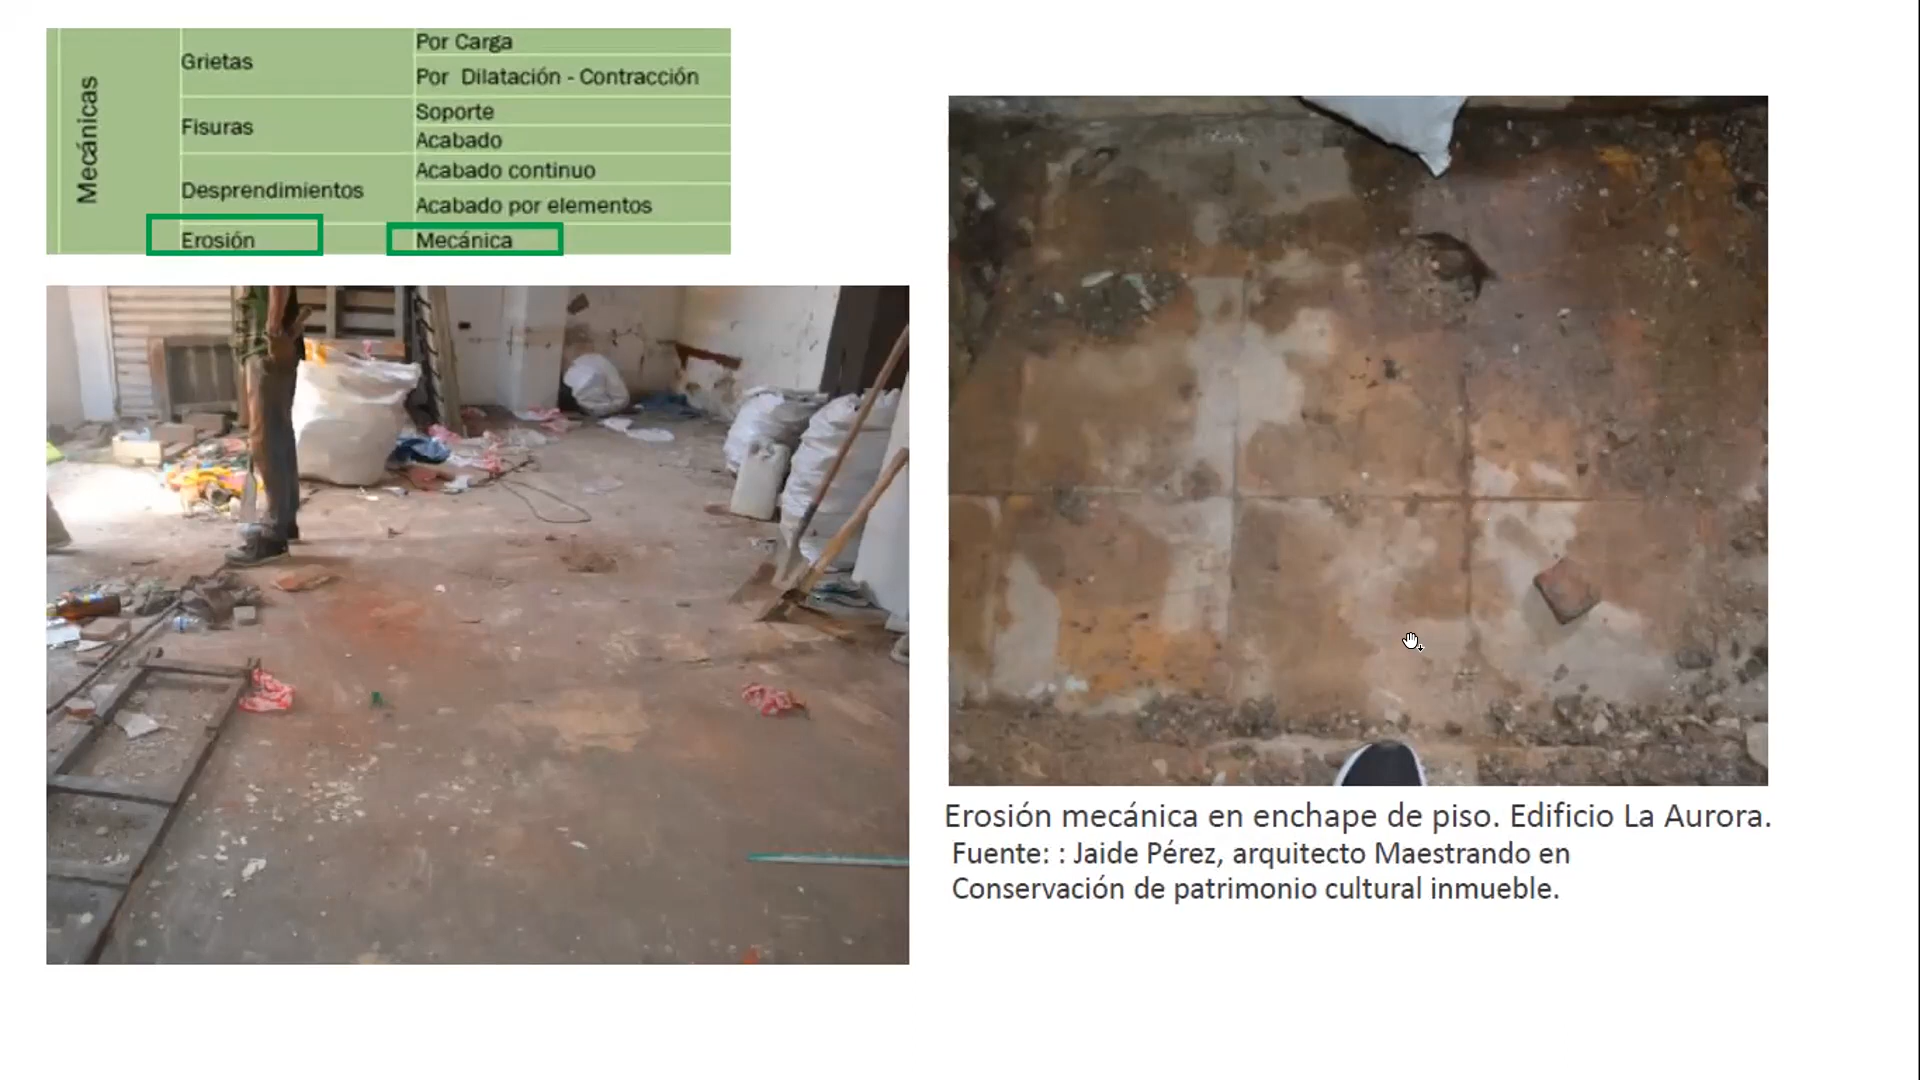 Mecánicas
Grietas
Por Carga
Por Dilatación - Contracción
Fisuras
Soporte
Acabado
Desprendimientos
Acabado continuo
Acabado por elementos
Erosión
Mecánica
Erosión mecánica en enchape de piso. Edificio La Aurora.
Fuente: : Jaide Pérez, arquitecto Maestrando en
Conservación de patrimonio cultural inmueble.